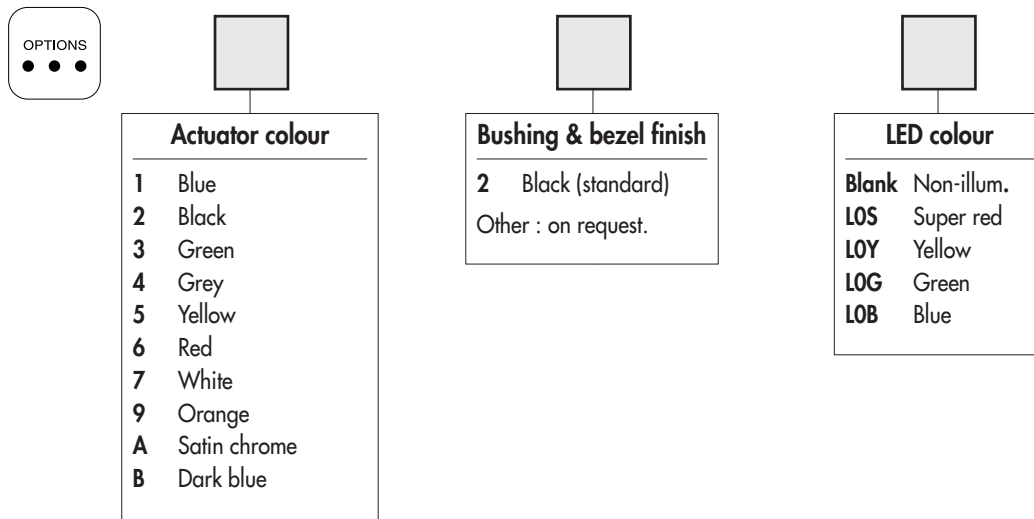 OPTIONS
Actuator colour
1 Blue
2 Black
3 Green
4 Grey
5 Yellow
6 Red
7 White
9 Orange
A Satin chrome
B Dark blue
Bushing & bezel finish
2 Black (standard)
Other : on request.
LED colour
Blank Non-illum.
L0S Super red
L0Y Yellow
L0G Green
L0B Blue